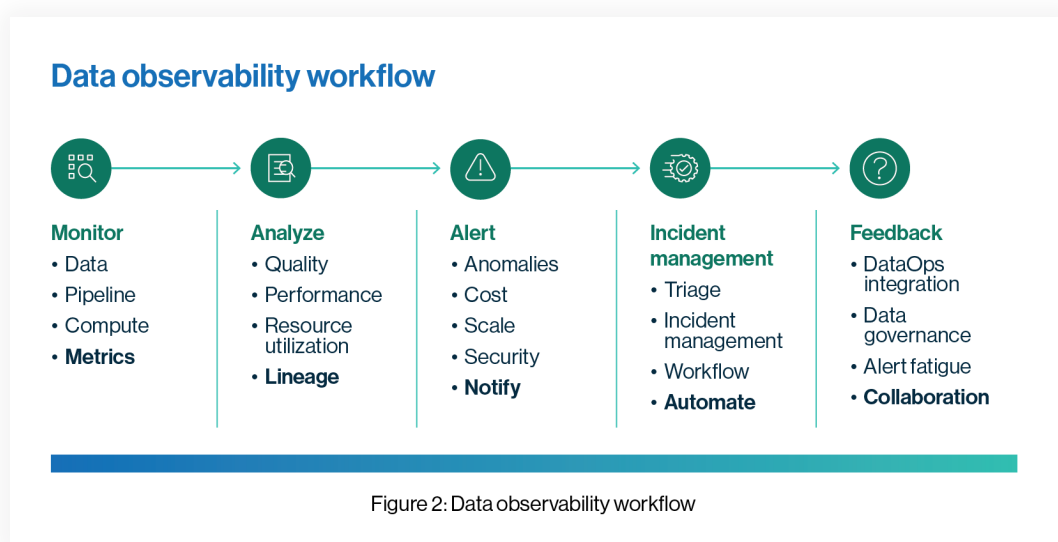 Data observability workflow
Monitor
• Data
• Pipeline
• Compute
• Metrics
Analyze
• Quality
• Performance
• Resource
utilization
• Lineage
Alert
• Anomalies
• Cost
• Scale
• Security
• Notify
Incident
management
• Triage
• Incident
management
• Workflow
• Automate
Feedback
• DataOps
integration
• Data
governance
• Alert fatigue
• Collaboration
Figure 2: Data observability workflow